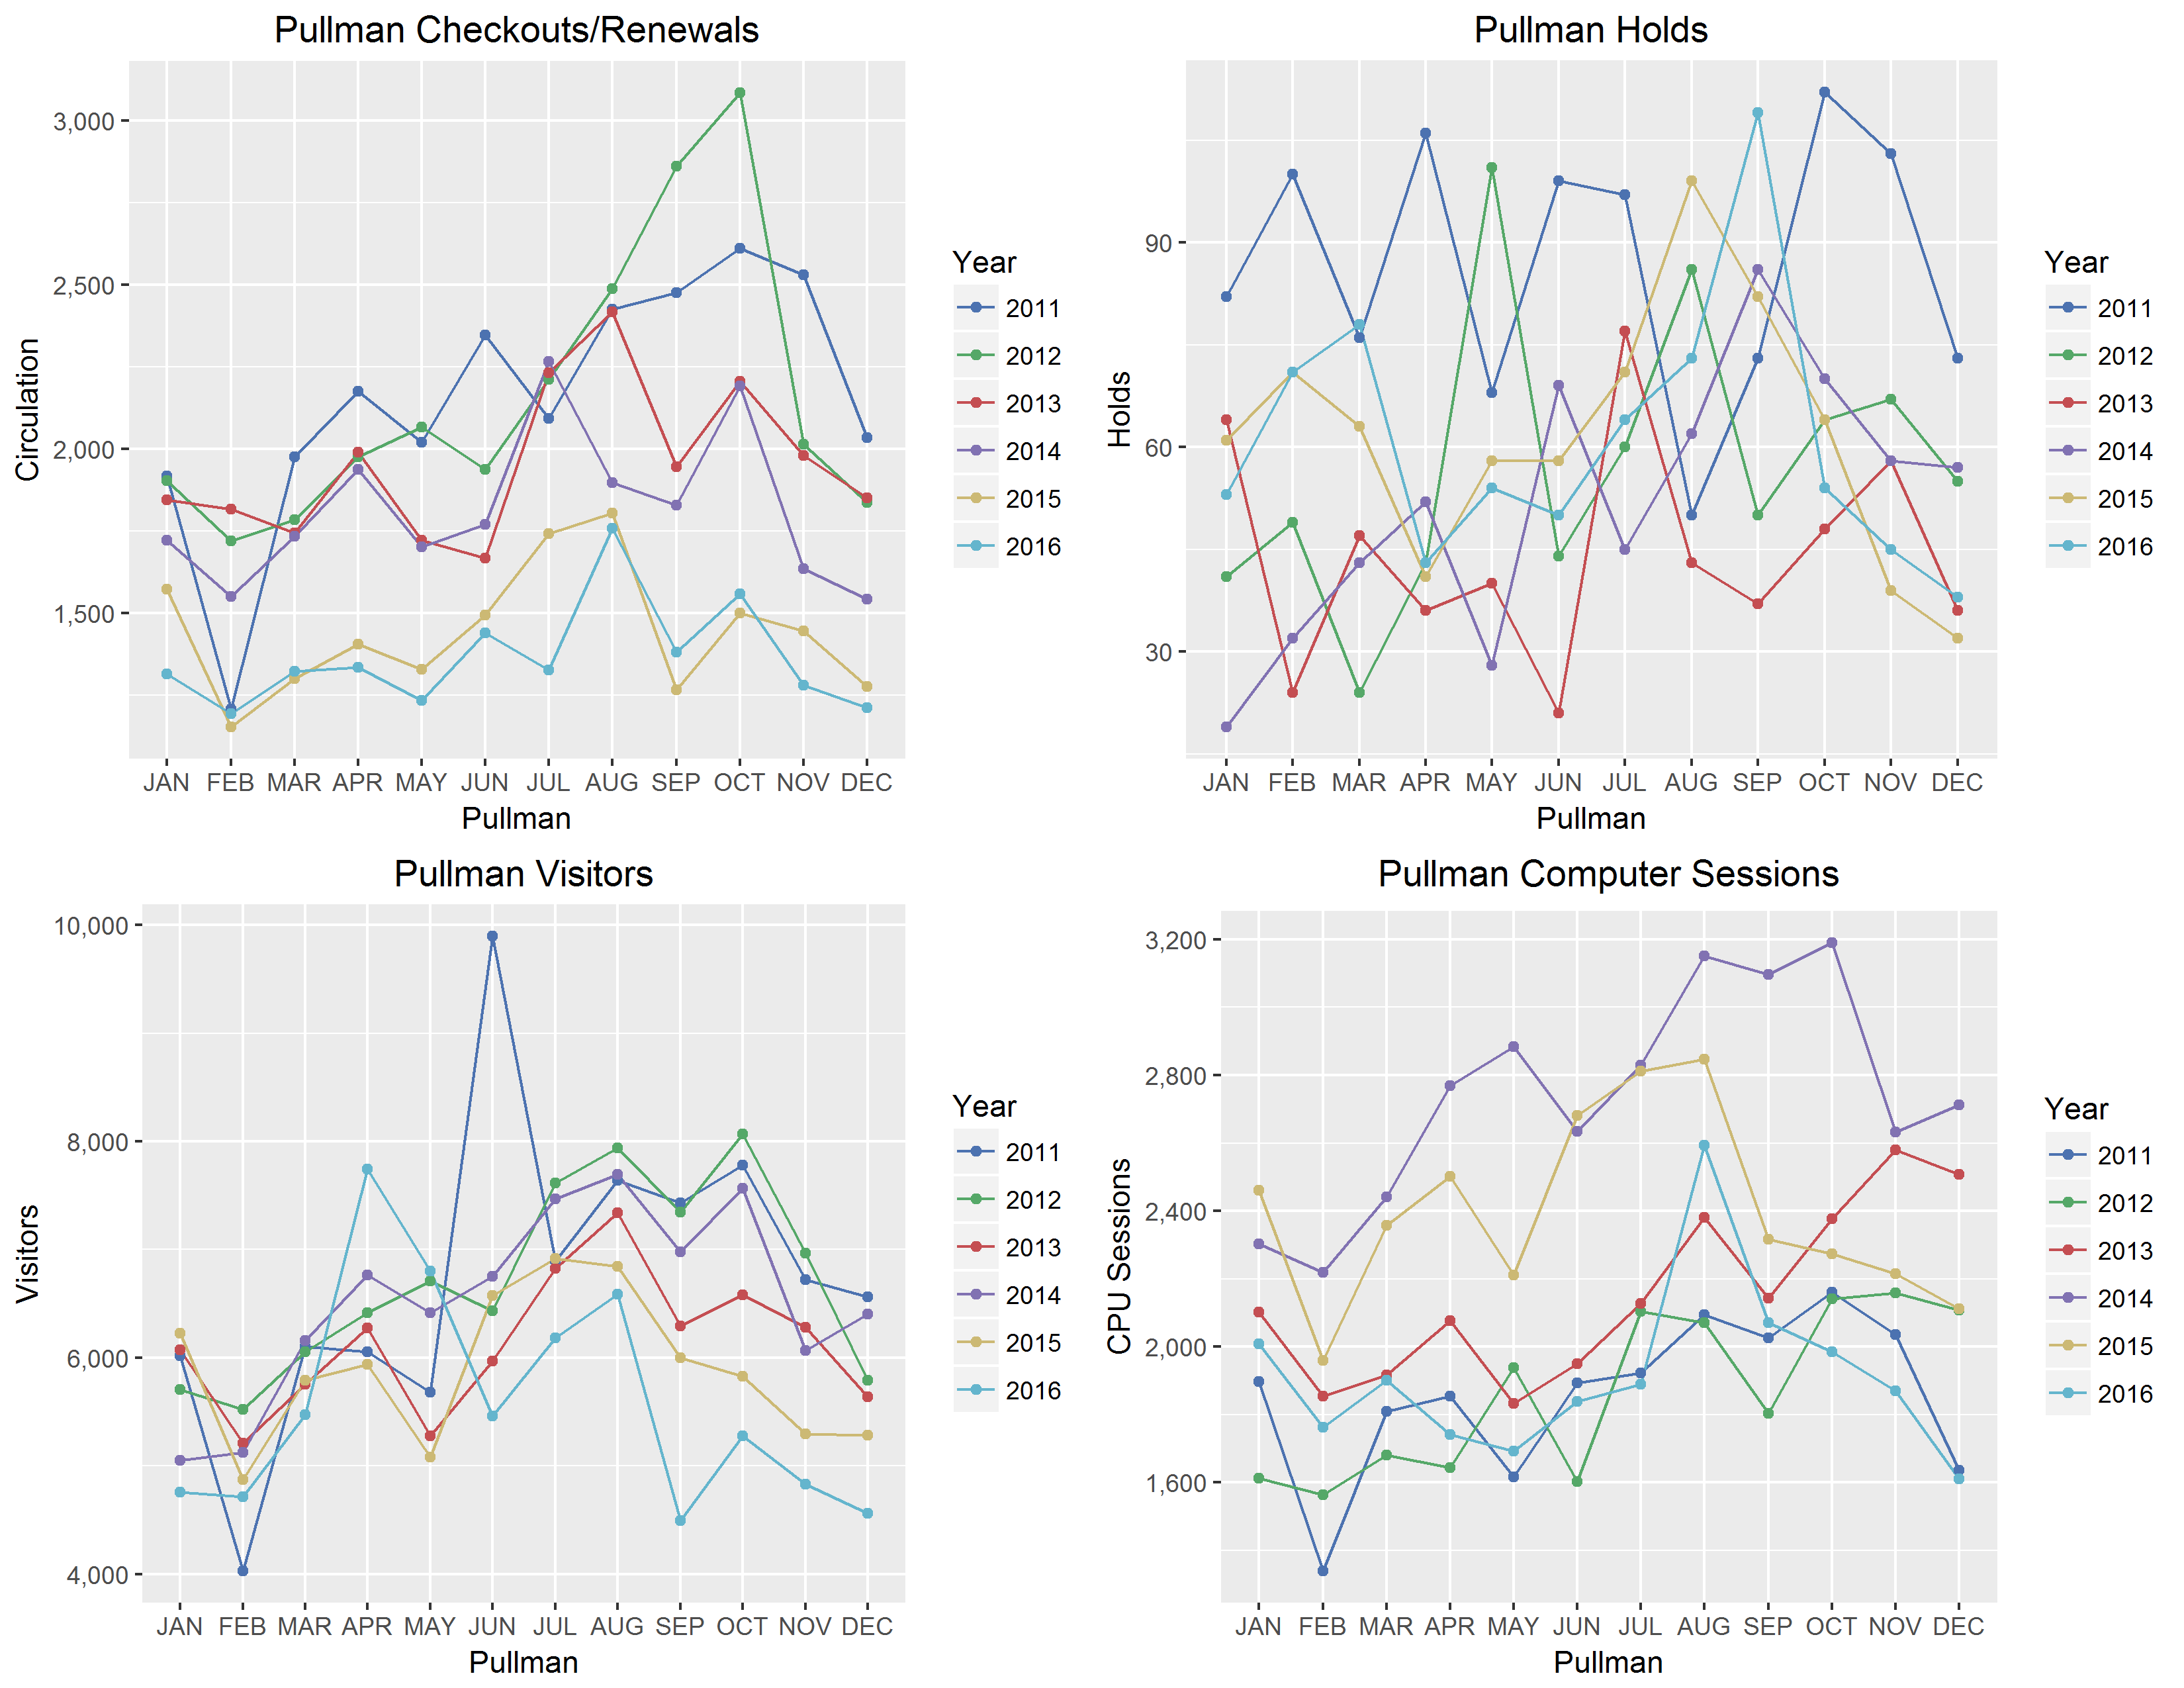 Pullman Checkouts/Renewals
3,000
2,500
2,000
1,500
Circulation
JAN FEB MAR APR MAY JUN JUL AUG SEP OCT NOV DEC
Pullman
Year
2011
2012
2013
2014
2015
2016
Pullman Holds
90
60
30
Holds
JAN FEB MAR APR MAY JUN JUL AUG SEP OCT NOV DEC
Pullman
Year
2011
2012
2013
2014
2015
2016
Pullman Visitors
10,000
8,000
6,000
4,000
Visitors
JAN FEB MAR APR MAY JUN JUL AUG SEP OCT NOV DEC
Pullman
Year
2011
2012
2013
2014
2015
2016
Pullman Computer Sessions
3,200
2,800
2,400
2,000
1,600
CPU Sessions
JAN FEB MAR APR MAY JUN JUL AUG SEP OCT NOV DEC
Pullman
Year
2011
2012
2013
2014
2015
2016